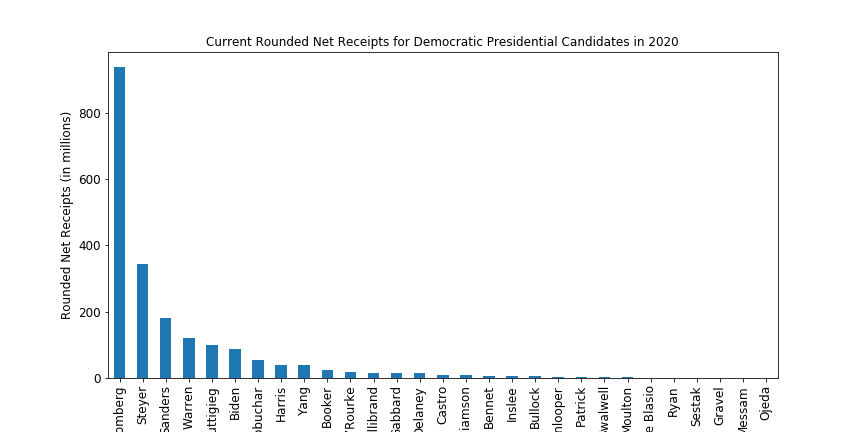 Current Rounded Net Receipts for Democratic Presidential Candidates in 2020
Rounded Net Receipts (in millions)
800
600
400
200
0
omberg
Steyer
Sanders
Warren
uttigieg
Biden
obuchar
Harris
Yang
Booker
'Rourke
llibrand
Gabbard
Delaney
Castro
iamson
Bennet
Inslee
Bullock
nlooper
Patrick
walwell
Moulton
e Blasio
Ryan
Sestak
Gravel
Messam
Ojeda